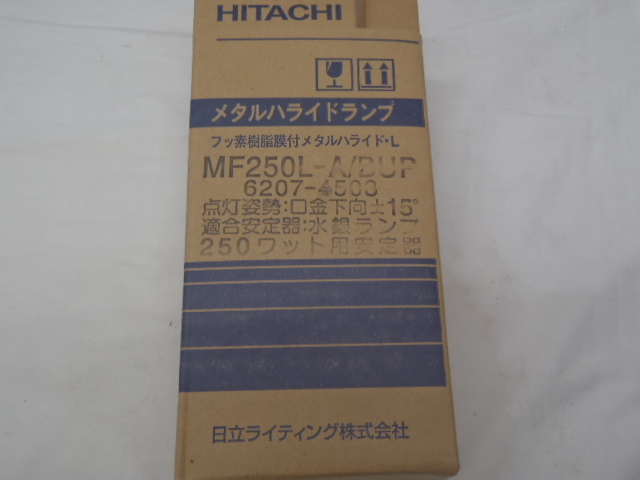 HITACHI
メタルハライドランプ
フッ素樹脂膜付メタルハライド・L
MF250L-A/BUP
6207-4503
点灯姿勢:口金下向±15°
適合安定器:水銀ランプ
250ワット用安定器
日立ライティング株式会社